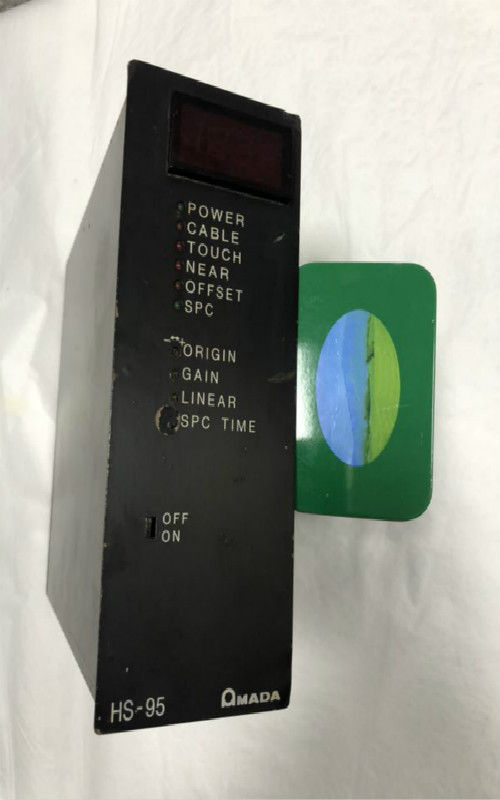 POWER
CABLE
TOUCH
NEAR
OFFSET
SPC
ORIGIN
GAIN
LINEAR
SPC TIME
OFF
ON
HS-95
AMADA